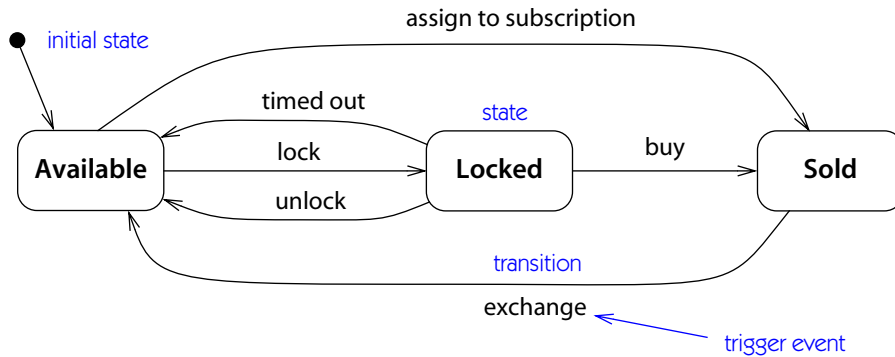 assign to subscription
initial state
timed out
state
lock
buy
Available
Locked
Sold
unlock
transition
exchange
trigger event